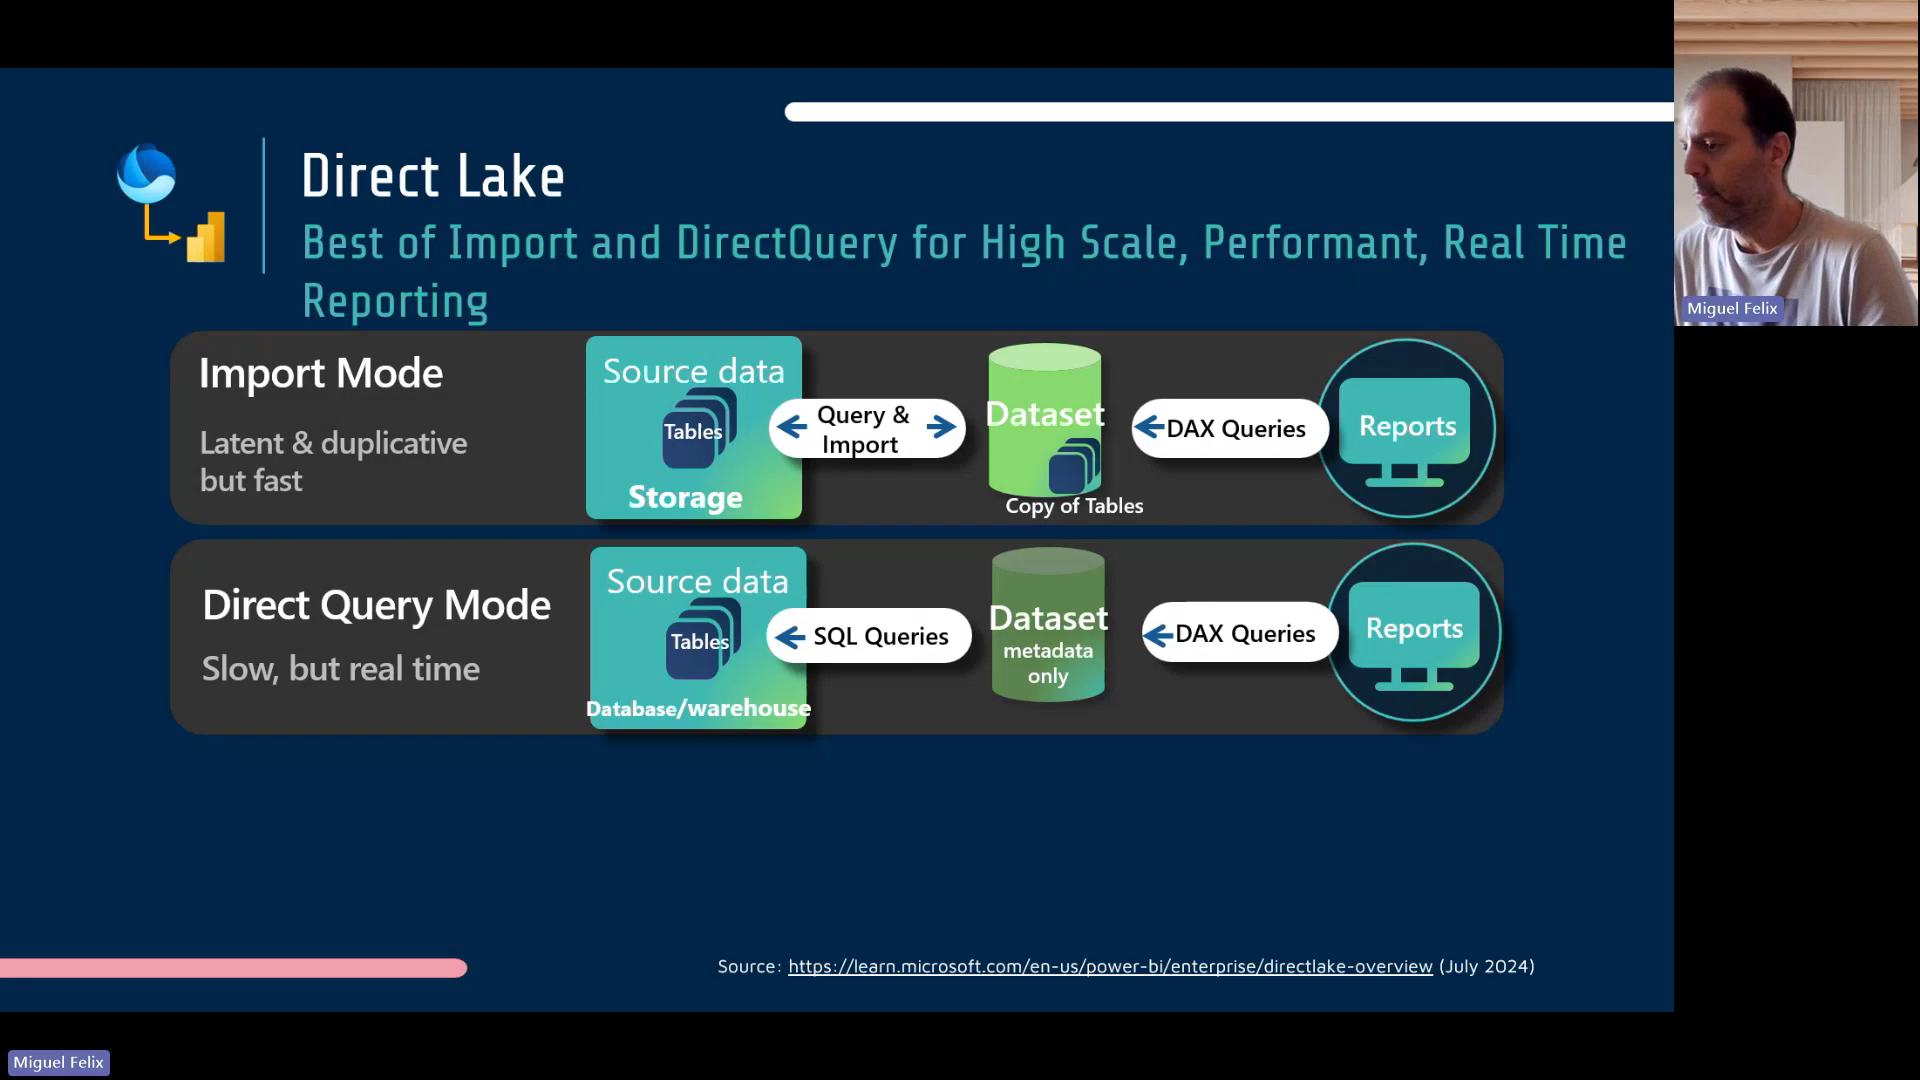 Direct Lake
Best of Import and DirectQuery for High Scale, Performant, Real Time
Reporting
Import Mode
Latent & duplicative
but fast
Source data
Tables
Storage
Query &
Import
Dataset
Copy of Tables
DAX Queries
Reports
Direct Query Mode
Slow, but real time
Source data
Tables
Database/warehouse
SQL Queries
Dataset
metadata
only
DAX Queries
Reports
Source: https://learn.microsoft.com/en-us/power-bi/enterprise/directlake-overview (July 2024)
Miguel Felix
Miguel Felix